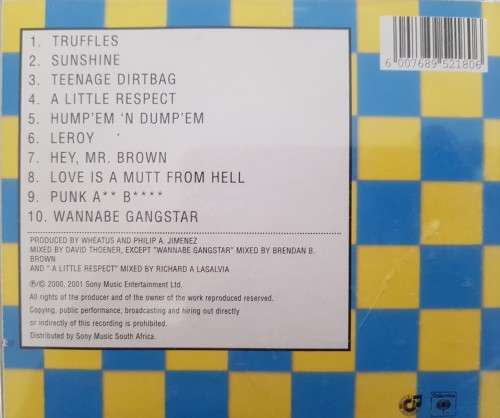 1. TRUFFLES
2. SUNSHINE
3. TEENAGE DIRTBAG
4. A LITTLE RESPECT
5. HUMP'EM 'N DUMP'EM
6. LEROY
7. HEY, MR. BROWN
8. LOVE IS A MUTT FROM HELL
9. PUNK A** B****
10. WANNABE GANGSTAR
PRODUCED BY WHEATUS AND PHILIP A. JIMENEZ
MIXED BY DAVID THOENER, EXCEPT "WANNABE GANGSTAR" MIXED BY BRENDAN B.
BROWN
AND " A LITTLE RESPECT" MIXED BY RICHARD A LASALVIA
℗/© 2000, 2001 Sony Music Entertainment Ltd.
All rights of the producer and of the owner of the work reproduced reserved.
Copying, public performance, broadcasting and hiring out directly
or indirectly of this recording is prohibited.
Distributed by Sony Music South Africa.
6 007689 521806
Columbia